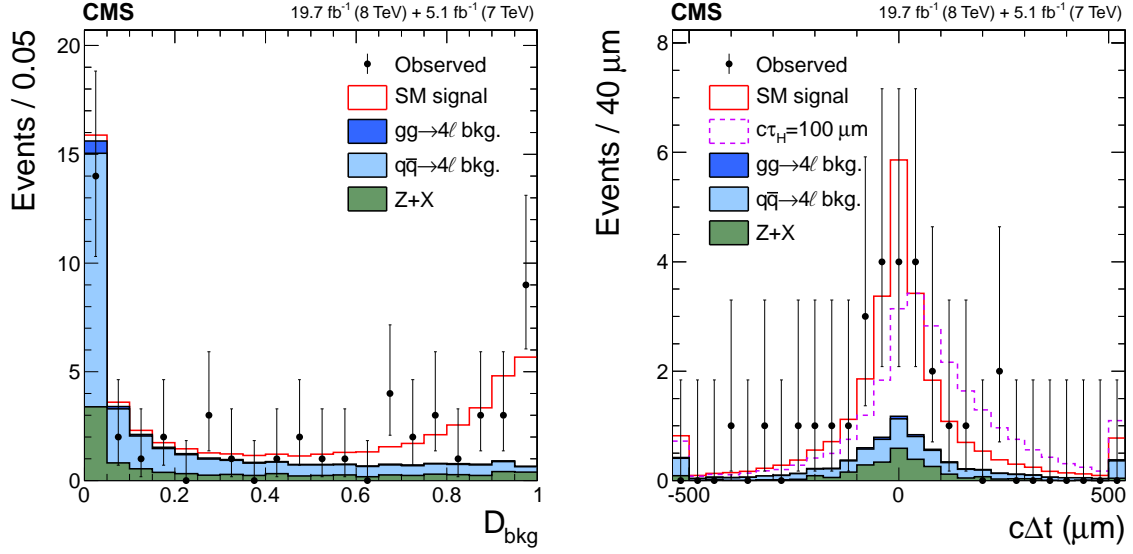 CMS 19.7 fb⁻¹ (8 TeV) + 5.1 fb⁻¹ (7 TeV)
Events / 0.05
20
15
10
5
0
Observed
SM signal
gg→4ℓ bkg.
qq̅→4ℓ bkg.
Z+X
0 0.2 0.4 0.6 0.8 1
D_bkg
CMS 19.7 fb⁻¹ (8 TeV) + 5.1 fb⁻¹ (7 TeV)
Events / 40 μm
8
6
4
2
0
Observed
SM signal
cτ_H=100 μm
gg→4ℓ bkg.
qq̅→4ℓ bkg.
Z+X
-500 0 500
cΔt (μm)